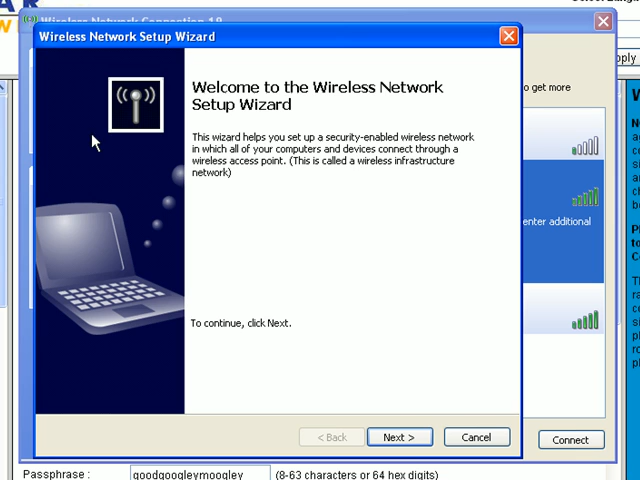 Wireless Network Connection 18
Wireless Network Setup Wizard
Welcome to the Wireless Network
Setup Wizard
This wizard helps you set up a security-enabled wireless network
in which all of your computers and devices connect through a
wireless access point. (This is called a wireless infrastructure
network)
To continue, click Next.
< Back
Next >
Cancel
o get more
enter additional
Connect
Passphrase :
goodgoogleymoogley
(8-63 characters or 64 hex digits)